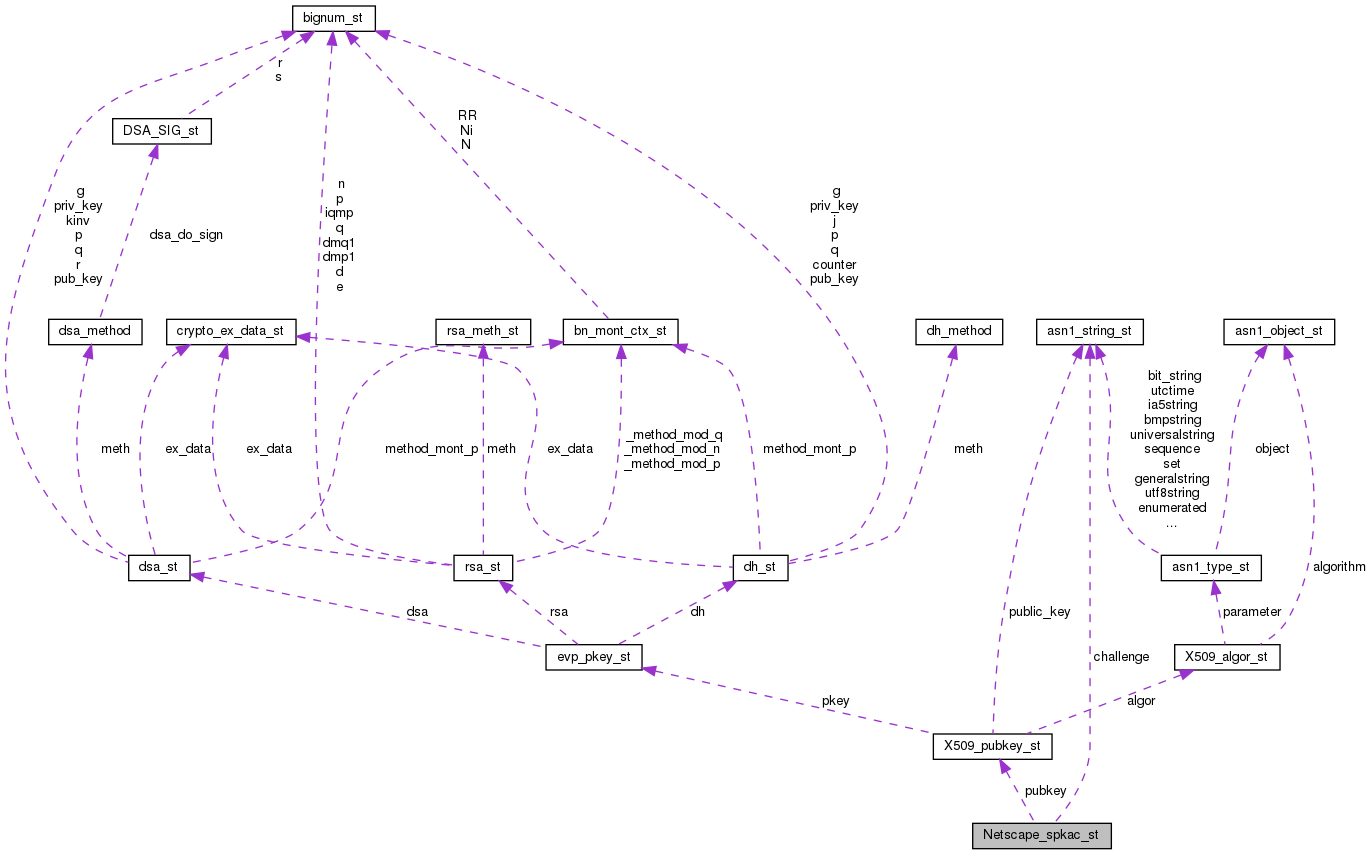 bignum_st
r
s
RR
Ni
N
DSA_SIG_st
n
p
iqmp
q
dmq1
dmp1
d
e
g
priv_key
kinv
p
q
r
pub_key
g
priv_key
j
p
q
counter
pub_key
dsa_do_sign
dsa_method
crypto_ex_data_st
rsa_meth_st
bn_mont_ctx_st
dh_method
asn1_string_st
asn1_object_st
bit_string
utctime
ia5string
bmpstring
universalstring
sequence
set
generalstring
utf8string
enumerated
...
_method_mod_q
_method_mod_n
_method_mod_p
meth
ex_data
ex_data
method_mont_p
meth
ex_data
method_mont_p
meth
object
dsa_st
rsa_st
dh_st
asn1_type_st
algorithm
dsa
rsa
dh
public_key
parameter
evp_pkey_st
challenge
X509_algor_st
pkey
algor
X509_pubkey_st
pubkey
Netscape_spkac_st